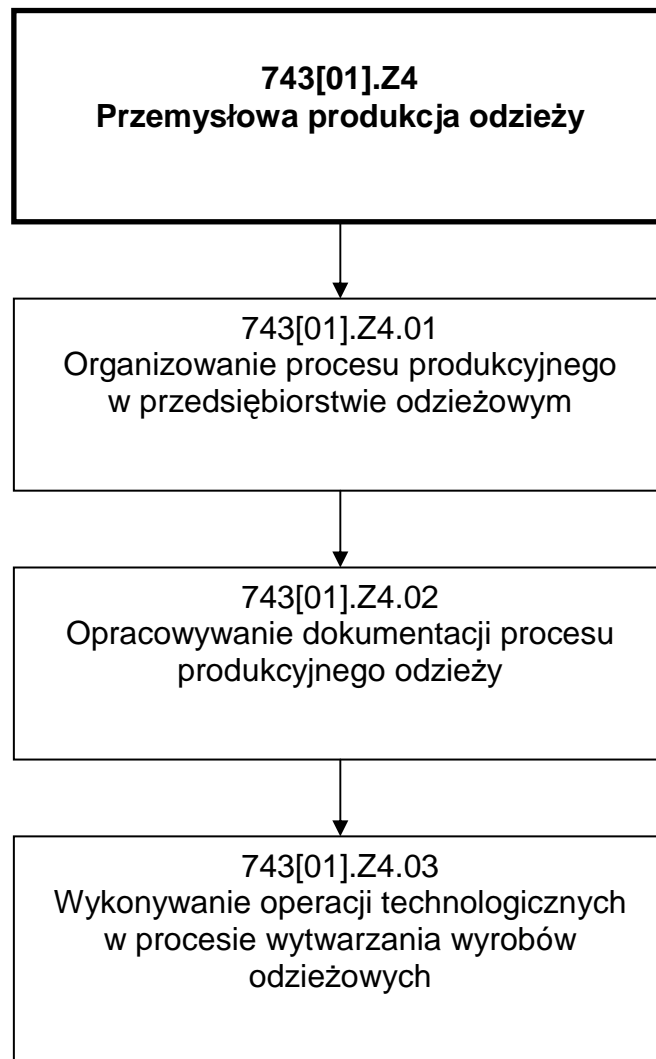 743[01].Z4
Przemysłowa produkcja odzieży
743[01].Z4.01
Organizowanie procesu produkcyjnego
w przedsiębiorstwie odzieżowym
743[01].Z4.02
Opracowywanie dokumentacji procesu
produkcyjnego odzieży
743[01].Z4.03
Wykonywanie operacji technologicznych
w procesie wytwarzania wyrobów
odzieżowych